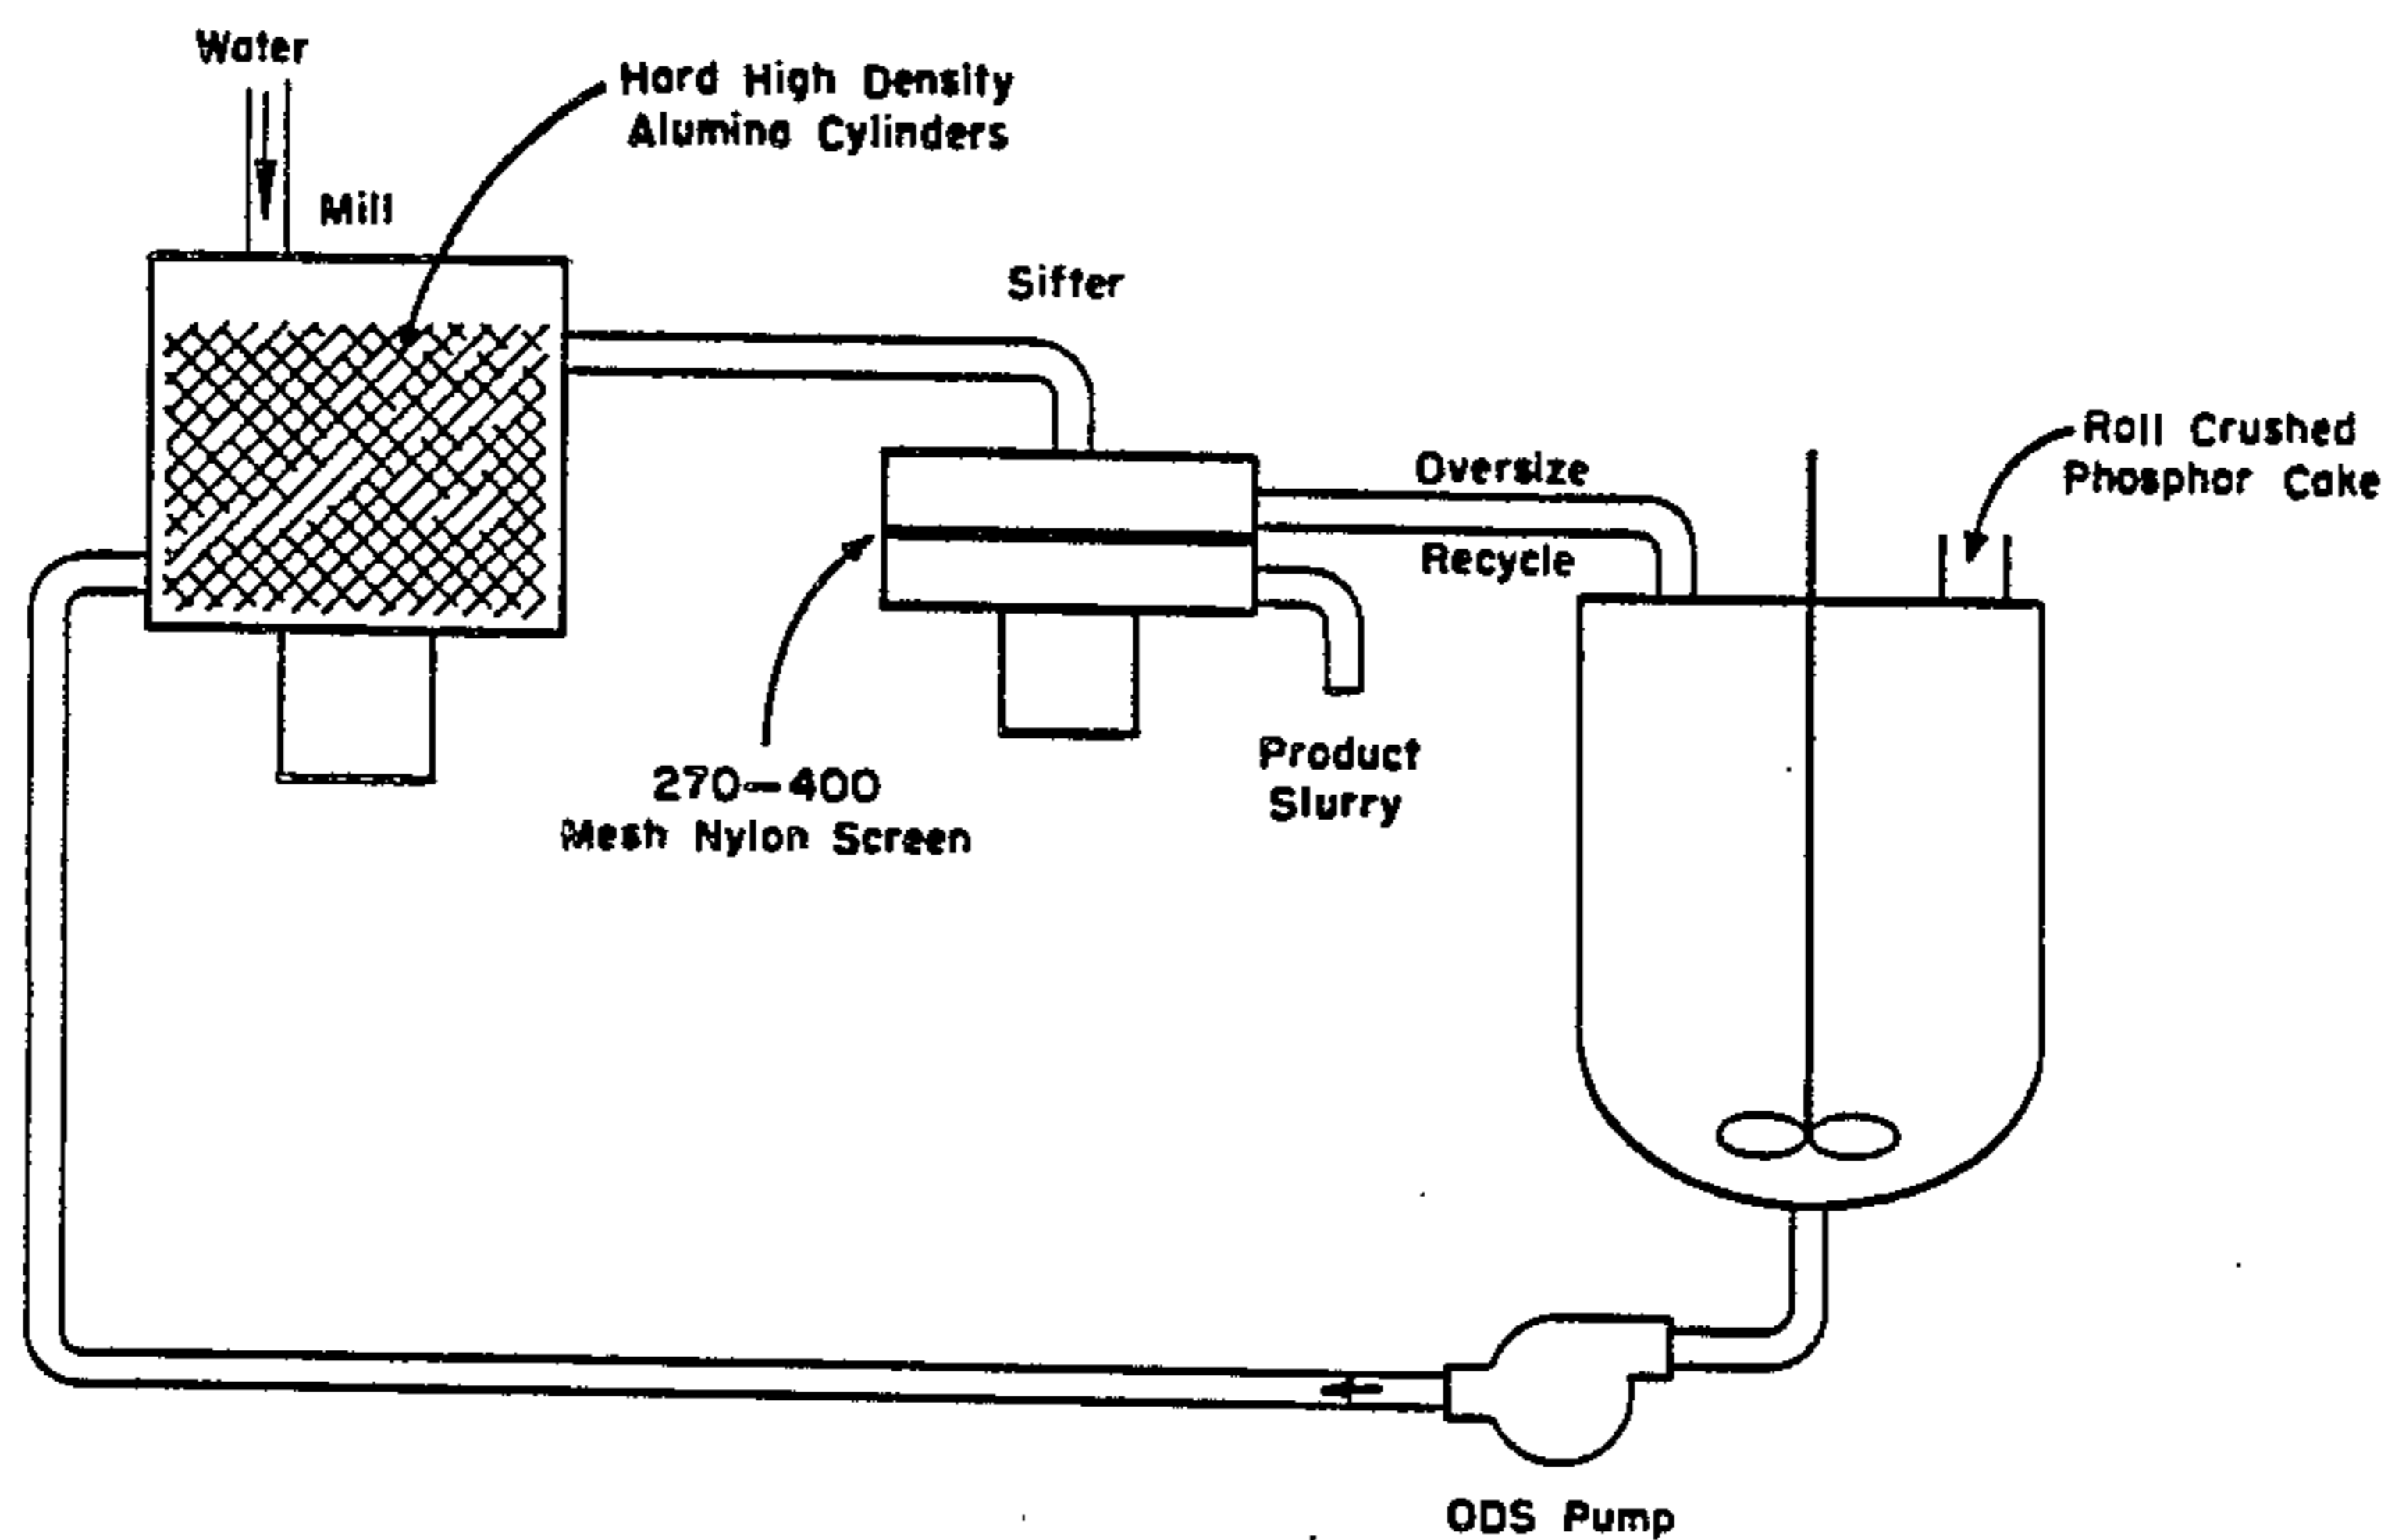 Water
Hard High Density
Alumina Cylinders
Mill
Sifter
Oversize
Recycle
Roll Crushed
Phosphor Cake
270-400
Mesh Nylon Screen
Product
Slurry
ODS Pump